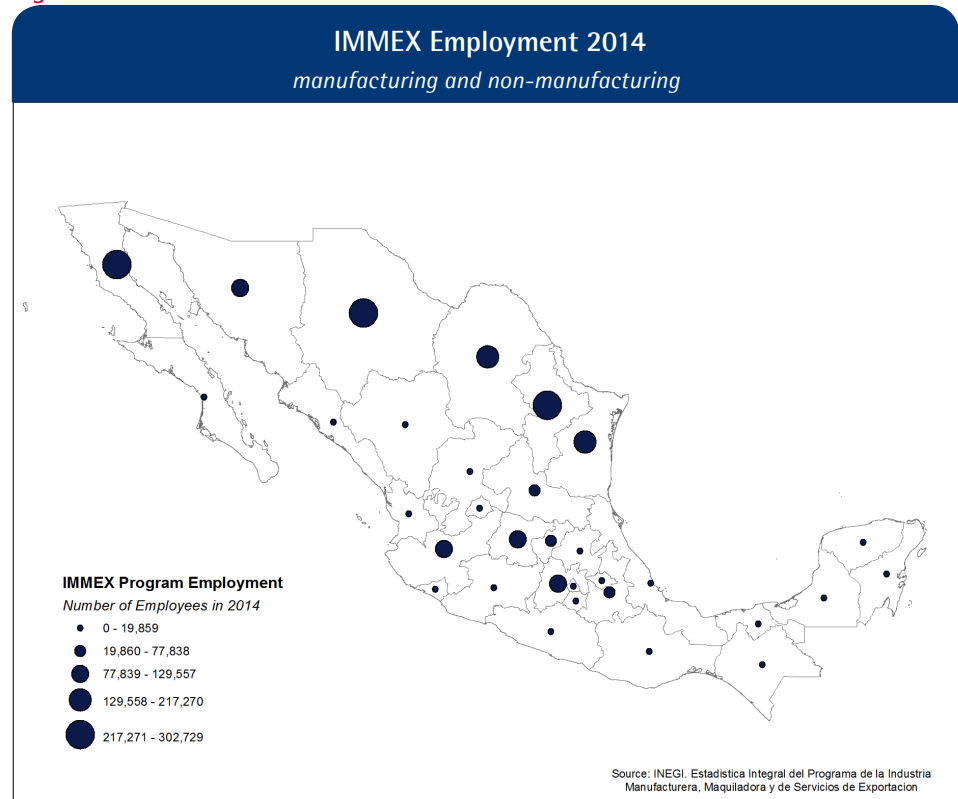 IMMEX Employment 2014
manufacturing and non-manufacturing
IMMEX Program Employment
Number of Employees in 2014
0 - 19,859
19,860 - 77,838
77,839 - 129,557
129,558 - 217,270
217,271 - 302,729
Source: INEGI. Estadistica Integral del Programa de la Industria
Manufacturera, Maquiladora y de Servicios de Exportacion